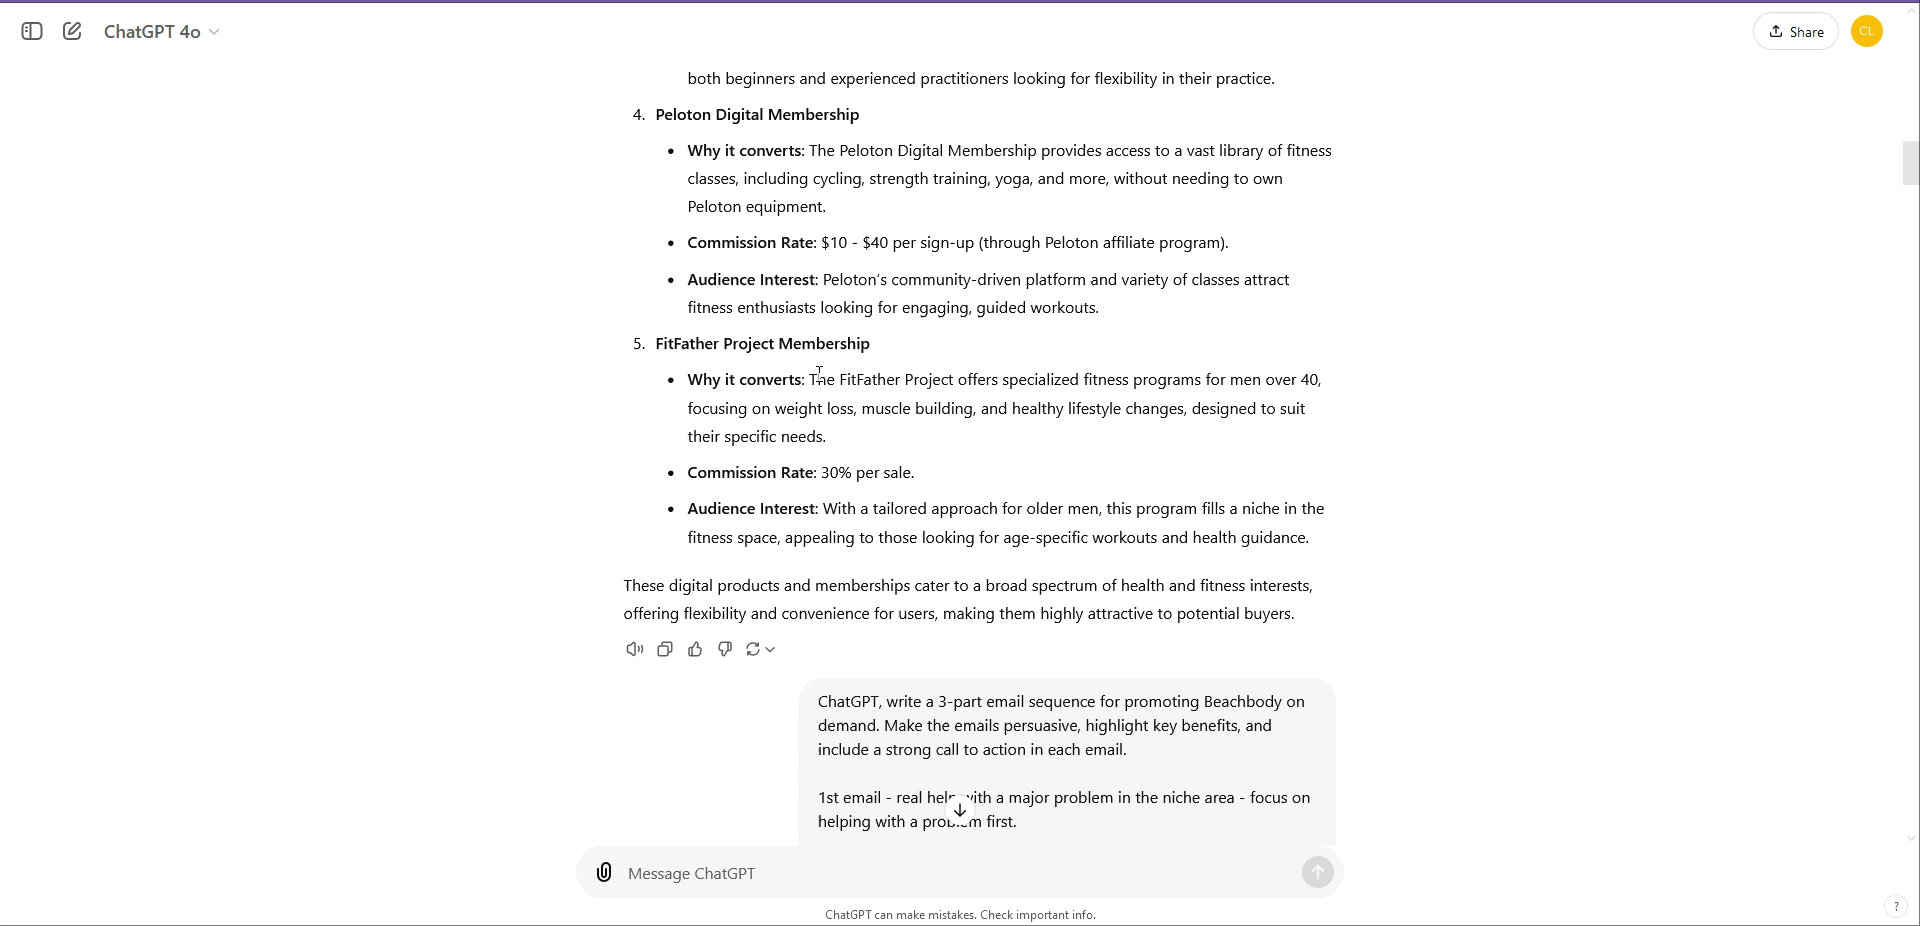 ChatGPT 4o
Share
CL
both beginners and experienced practitioners looking for flexibility in their practice.
4. Peloton Digital Membership
• Why it converts: The Peloton Digital Membership provides access to a vast library of fitness
classes, including cycling, strength training, yoga, and more, without needing to own
Peloton equipment.
• Commission Rate: $10 - $40 per sign-up (through Peloton affiliate program).
• Audience Interest: Peloton's community-driven platform and variety of classes attract
fitness enthusiasts looking for engaging, guided workouts.
5. FitFather Project Membership
• Why it converts: The FitFather Project offers specialized fitness programs for men over 40,
focusing on weight loss, muscle building, and healthy lifestyle changes, designed to suit
their specific needs.
• Commission Rate: 30% per sale.
• Audience Interest: With a tailored approach for older men, this program fills a niche in the
fitness space, appealing to those looking for age-specific workouts and health guidance.
These digital products and memberships cater to a broad spectrum of health and fitness interests,
offering flexibility and convenience for users, making them highly attractive to potential buyers.
ChatGPT, write a 3-part email sequence for promoting Beachbody on
demand. Make the emails persuasive, highlight key benefits, and
include a strong call to action in each email.
1st email - real help with a major problem in the niche area - focus on
helping with a problem first.
Message ChatGPT
ChatGPT can make mistakes. Check important info.
?